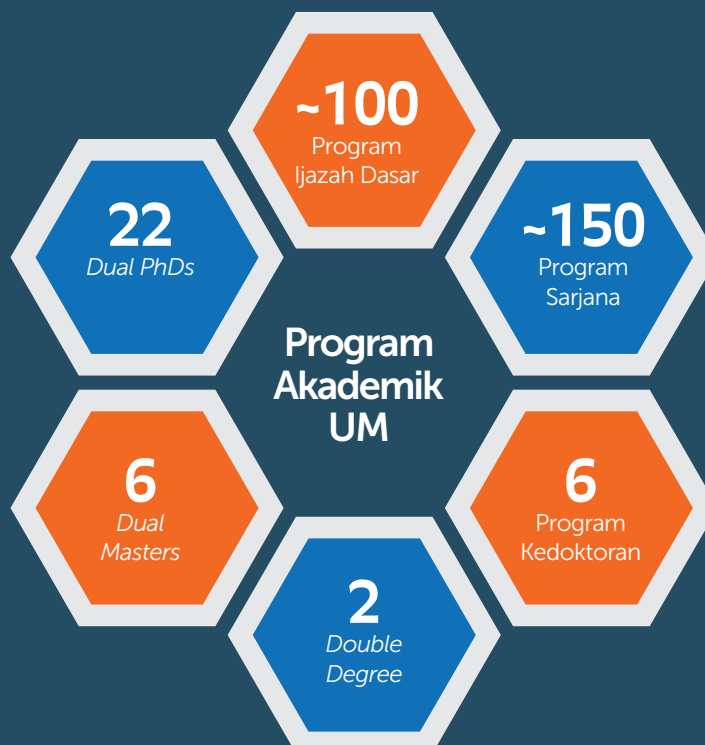 ~100
Program
Ijazah Dasar
22
Dual PhDs
~150
Program
Sarjana
Program
Akademik
UM
6
Dual
Masters
6
Program
Kedoktoran
2
Double
Degree